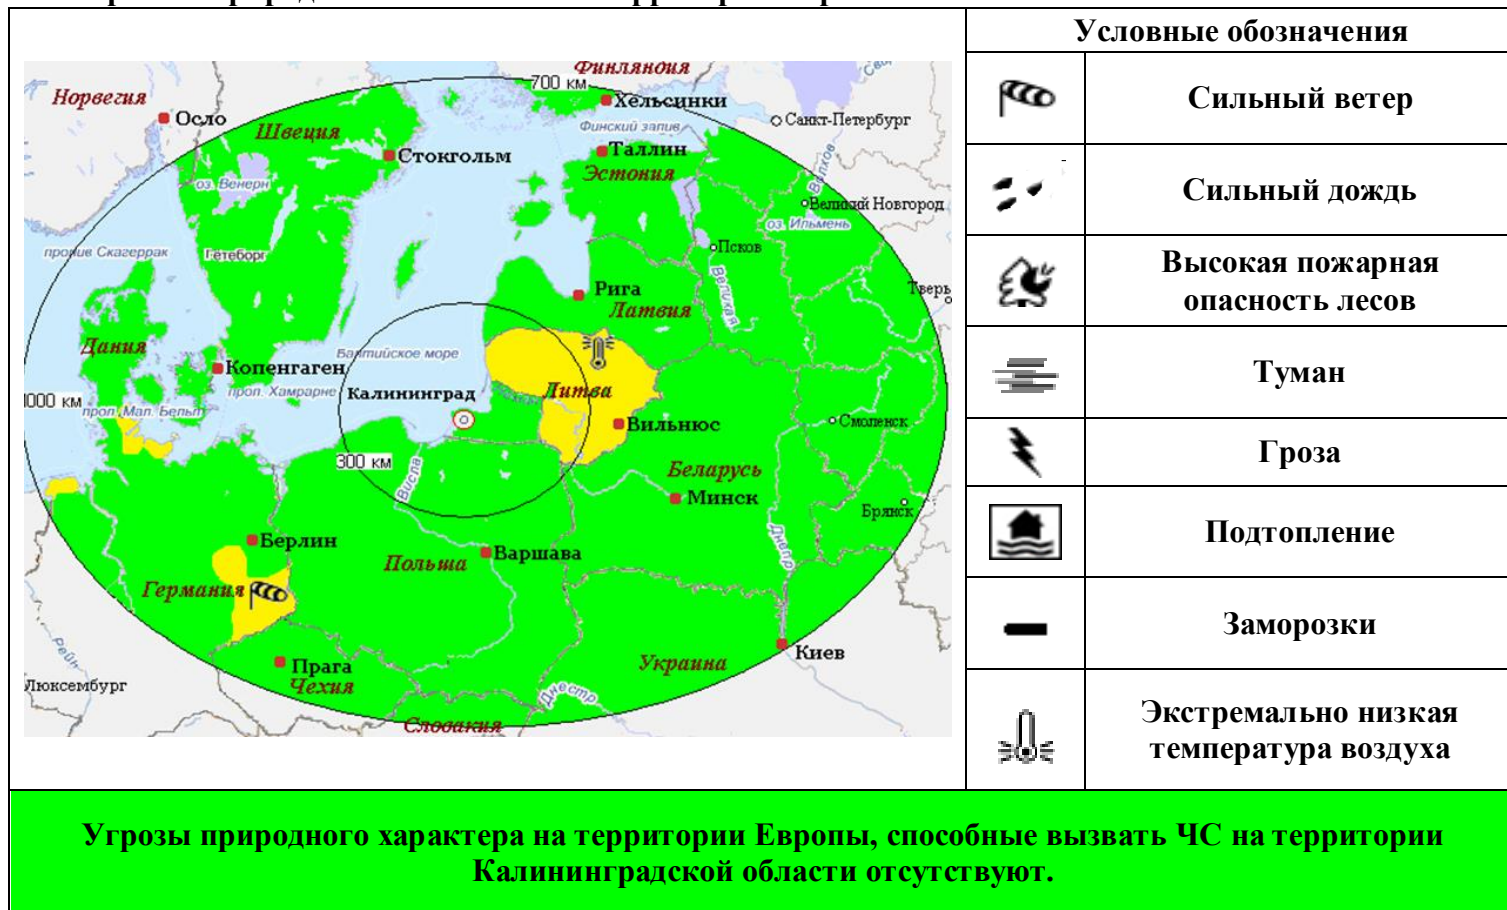 Условные обозначения
Сильный ветер
Сильный дождь
Высокая пожарная
опасность лесов
Туман
Гроза
Подтопление
Заморозки
Экстремально низкая
температура воздуха
Финляндия
700 км
Норвегия
Хельсинки
Осло
Санкт-Петербург
Финский залив
Швеция
Таллин
Стокгольм
Волхов
Эстония
оз. Венерн
Великий Новгород
оз. Ильмень
пролив Скагеррак
Гетеборг
Псков
Великая
Рига
Тверь
Латвия
Дания
Балтийское море
Копенгаген
прол. Хамрарне
Калининград
Литва
1000 км
прол. Мал. Бельт
Вильнюс
Смоленск
300 км
Висла
Беларусь
Минск
Брянск
Днепр
Берлин
Варшава
Польша
Германия
Рейн
Киев
Прага
Украина
Чехия
Люксембург
Днестр
Словакия
Угрозы природного характера на территории Европы, способные вызвать ЧС на территории
Калининградской области отсутствуют.